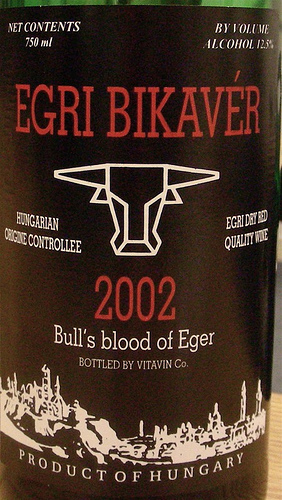 NET CONTENTS
750 ml
BY VOLUME
ALCOHOL 12.5%
EGRI BIKAVÉR
HUNGARIAN
ORIGINE CONTROLLEE
EGRI DRY RED
QUALITY WINE
2002
Bull's blood of Eger
BOTTLED BY VITAVIN Co.
PRODUCT OF HUNGARY